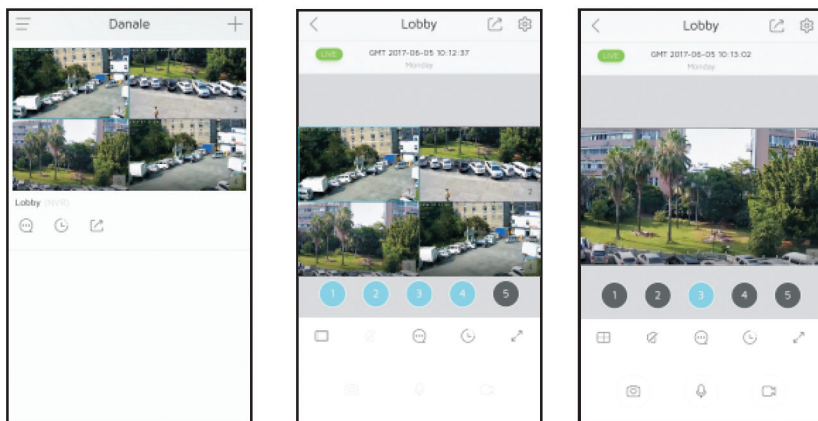 Danale
Lobby (NVR)
Lobby
LIVE
GMT 2017-06-05 10:12:37
Monday
1 2 3 4 5
Lobby
LIVE
GMT 2017-06-05 10:13:02
Monday
1 2 3 4 5